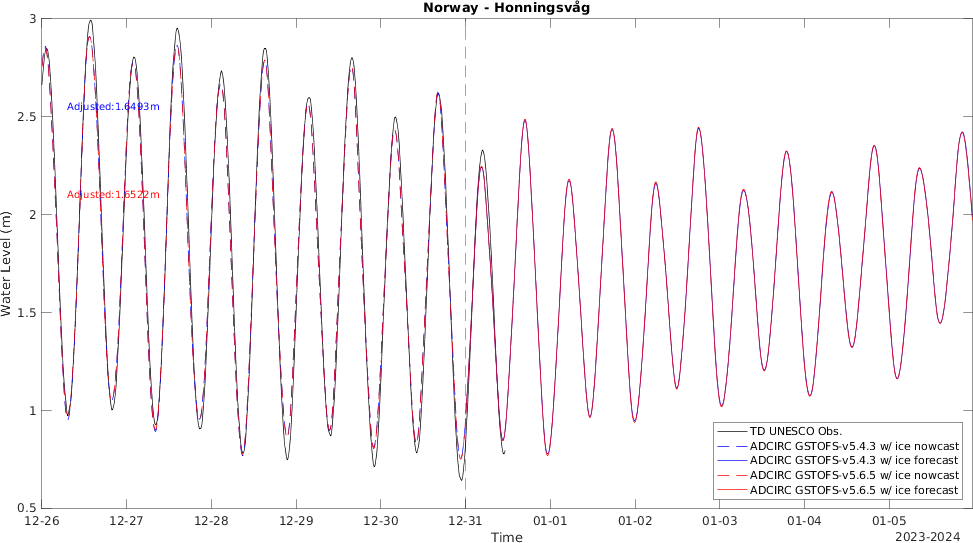 Norway - Honningsvåg
3
2.5
2
1.5
1
0.5
Water Level (m)
Adjusted:1.6493m
Adjusted:1.6522m
TD UNESCO Obs.
ADCIRC GSTOFS-v5.4.3 w/ ice nowcast
ADCIRC GSTOFS-v5.4.3 w/ ice forecast
ADCIRC GSTOFS-v5.6.5 w/ ice nowcast
ADCIRC GSTOFS-v5.6.5 w/ ice forecast
12-26 12-27 12-28 12-29 12-30 12-31 01-01 01-02 01-03 01-04 01-05
Time
2023-2024